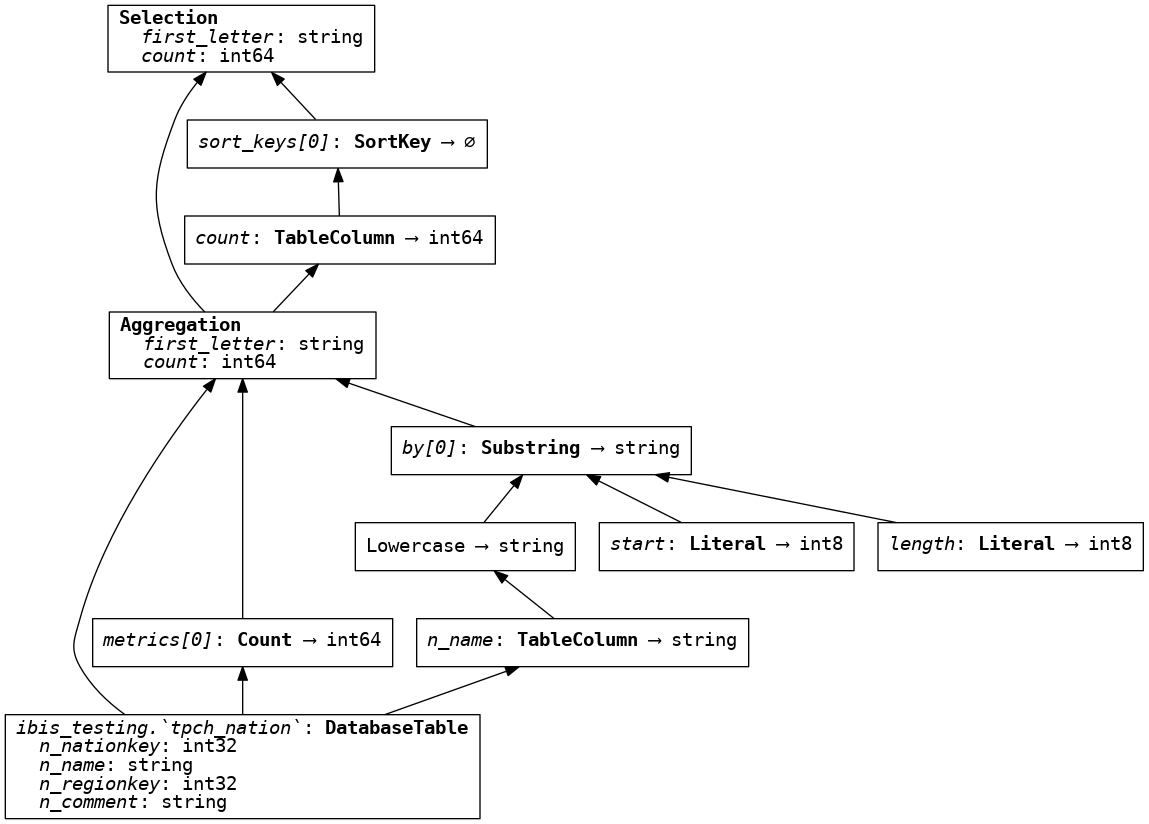 Selection
first_letter: string
count: int64
sort_keys[0]: SortKey → ∅
count: TableColumn → int64
Aggregation
first_letter: string
count: int64
by[0]: Substring → string
Lowercase → string
start: Literal → int8
length: Literal → int8
metrics[0]: Count → int64
n_name: TableColumn → string
ibis_testing.`tpch_nation`: DatabaseTable
n_nationkey: int32
n_name: string
n_regionkey: int32
n_comment: string